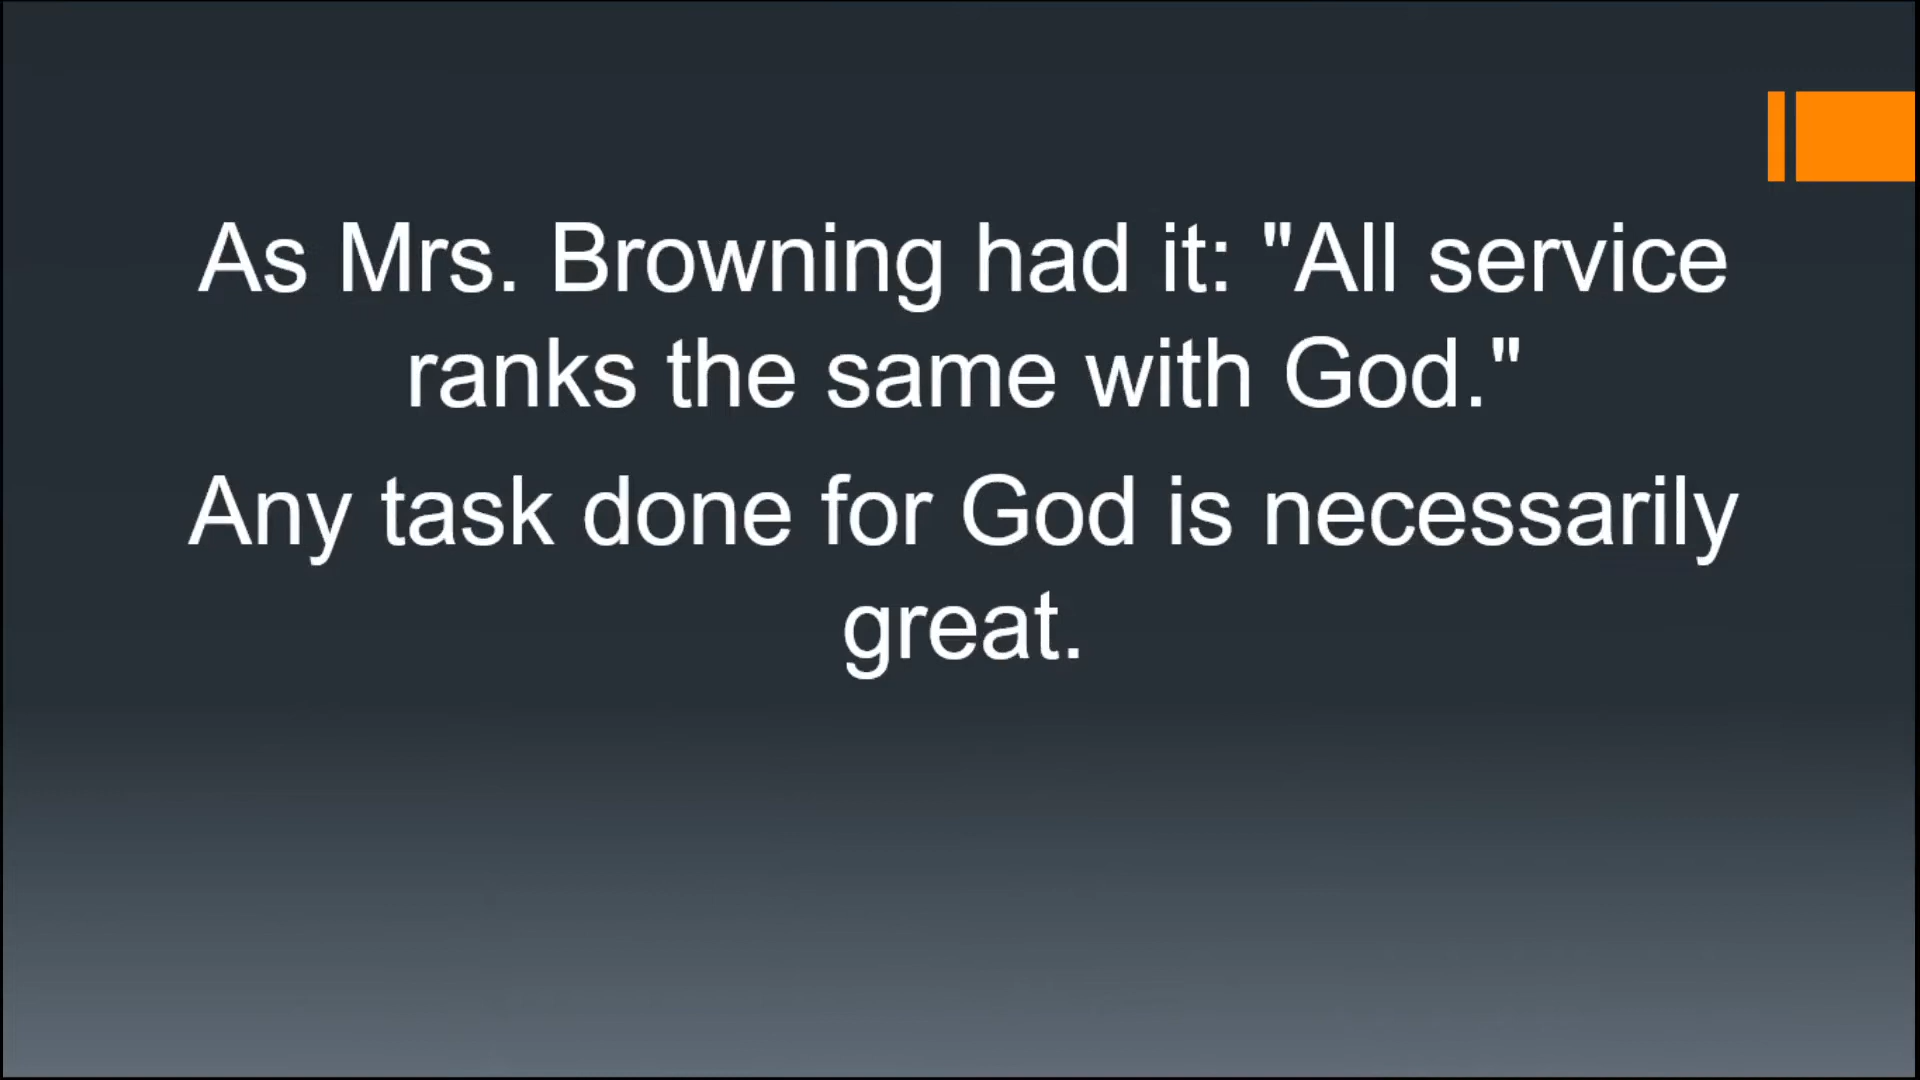 As Mrs. Browning had it: "All service
ranks the same with God."
Any task done for God is necessarily
great.